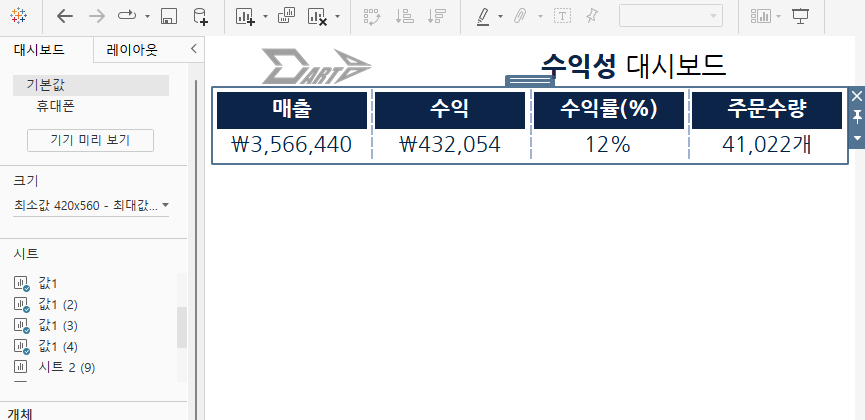 대시보드 레이아웃
기본값
휴대폰
기기 미리 보기
크기
최소값 420x560 - 최대값...
시트
값1
값1 (2)
값1 (3)
값1 (4)
시트 2 (9)
개체
DART
수익성 대시보드
매출 수익 수익률(%) 주문수량
₩3,566,440 ₩432,054 12% 41,022개